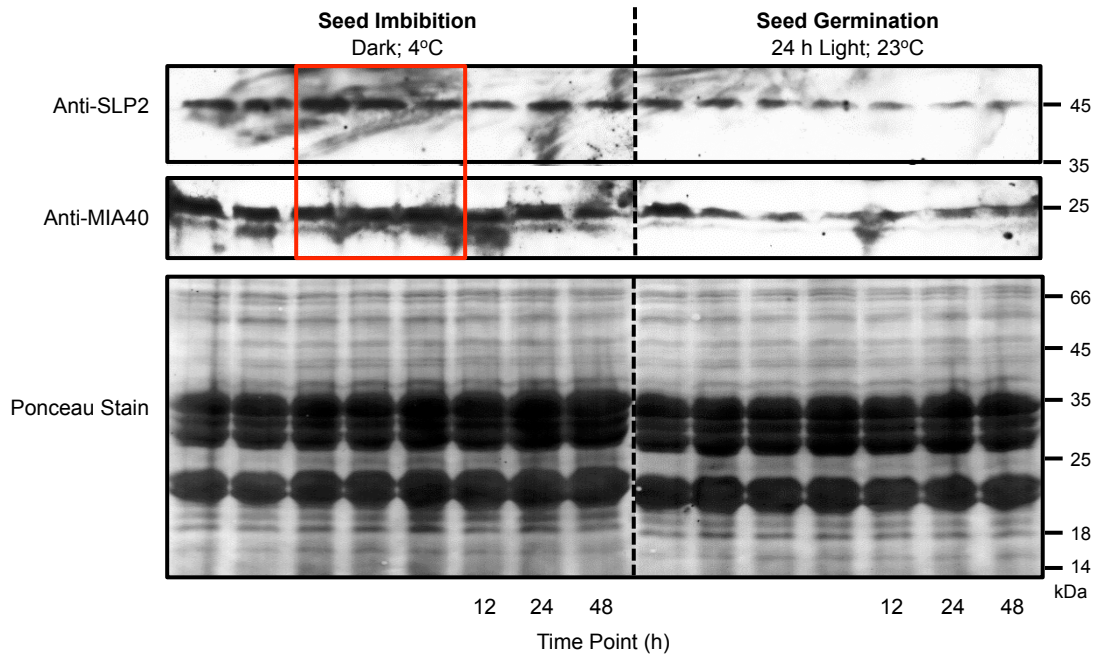 Seed Imbibition
Dark; 4ºC
Seed Germination
24 h Light; 23ºC
Anti-SLP2
45
35
Anti-MIA40
25
Ponceau Stain
66
45
35
25
18
14
kDa
12 24 48 12 24 48
Time Point (h)